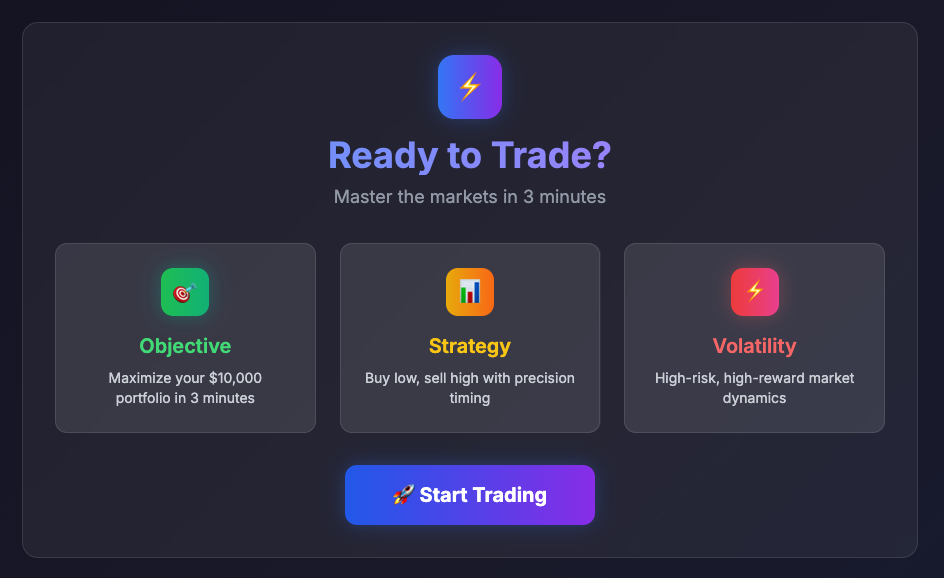 Ready to Trade?
Master the markets in 3 minutes
Objective
Maximize your $10,000
portfolio in 3 minutes
Strategy
Buy low, sell high with precision
timing
Volatility
High-risk, high-reward market
dynamics
🚀 Start Trading